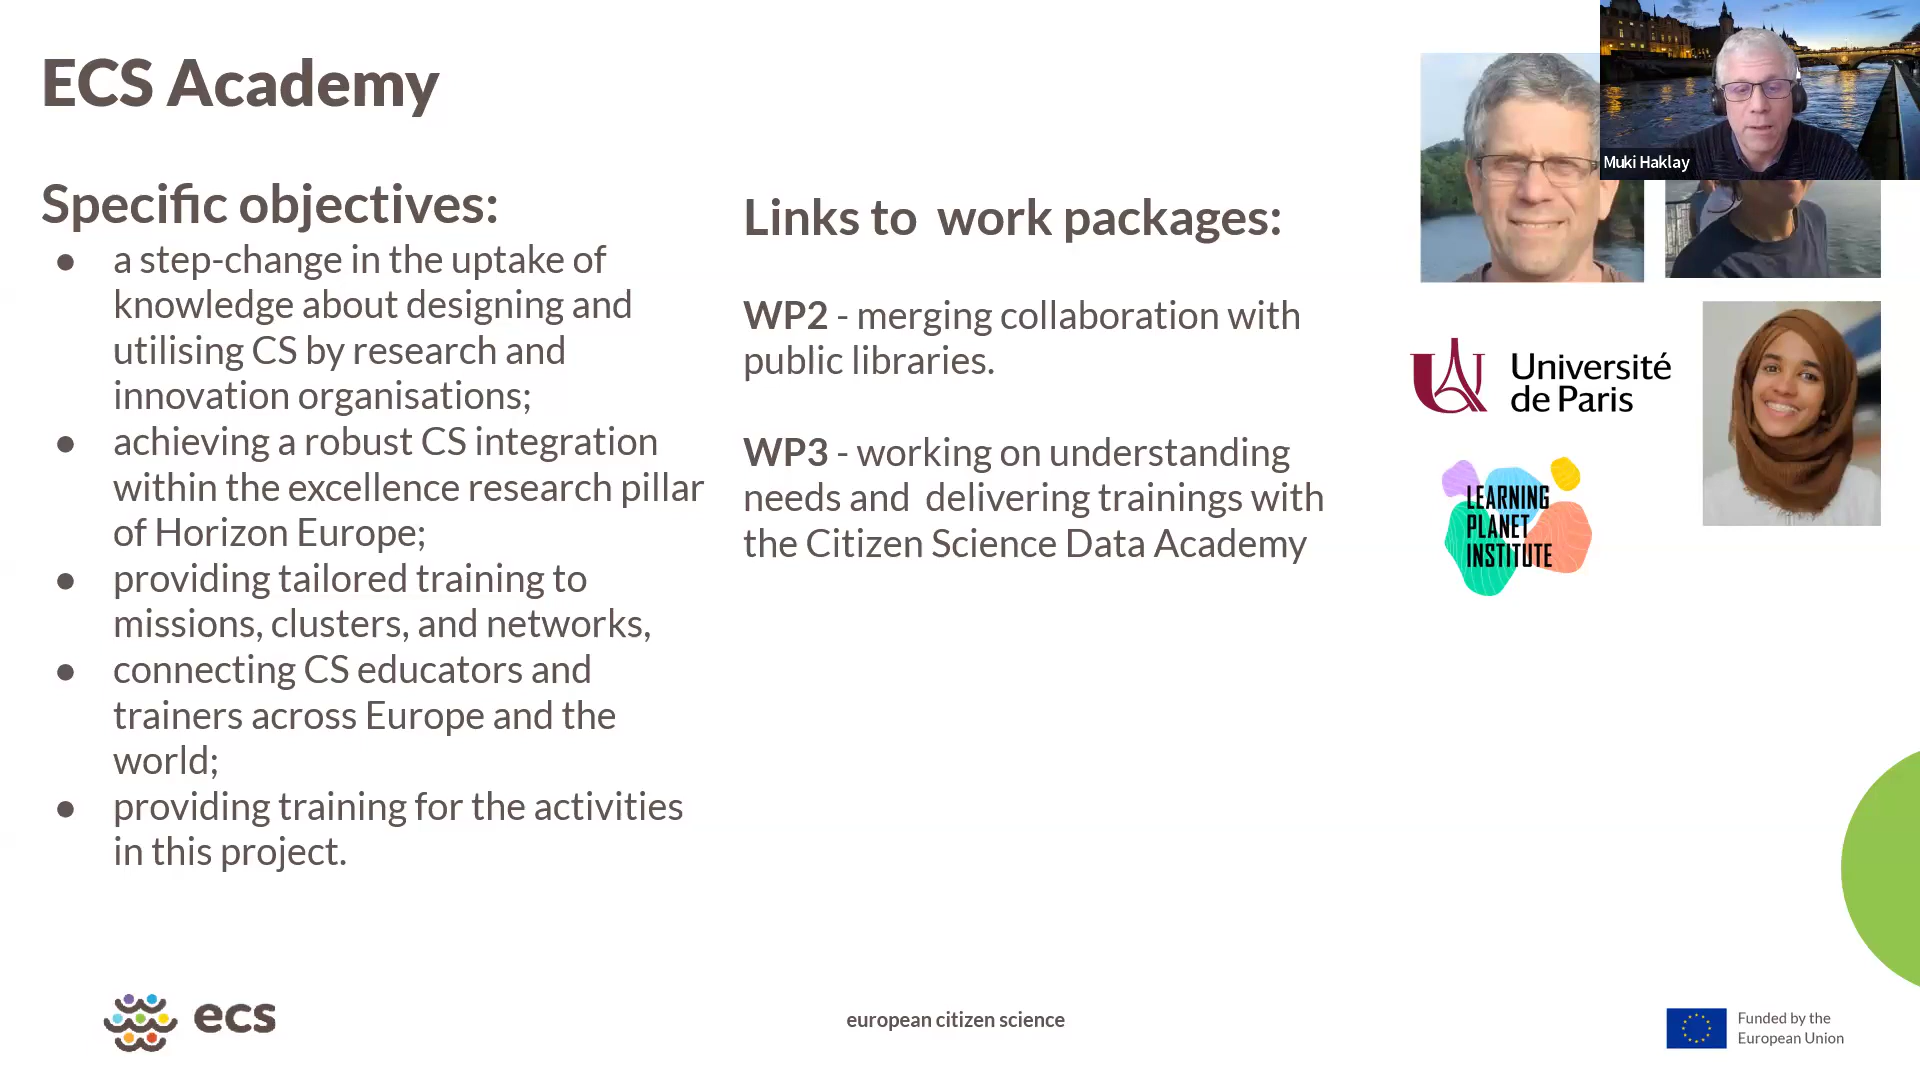 ECS Academy
Specific objectives:
● a step-change in the uptake of
knowledge about designing and
utilising CS by research and
innovation organisations;
● achieving a robust CS integration
within the excellence research pillar
of Horizon Europe;
● providing tailored training to
missions, clusters, and networks,
● connecting CS educators and
trainers across Europe and the
world;
● providing training for the activities
in this project.
Links to work packages:
WP2 - merging collaboration with
public libraries.
WP3 - working on understanding
needs and delivering trainings with
the Citizen Science Data Academy
Muki Haklay
Université
de Paris
LEARNING
PLANET
INSTITUTE
ecs
european citizen science
Funded by the
European Union